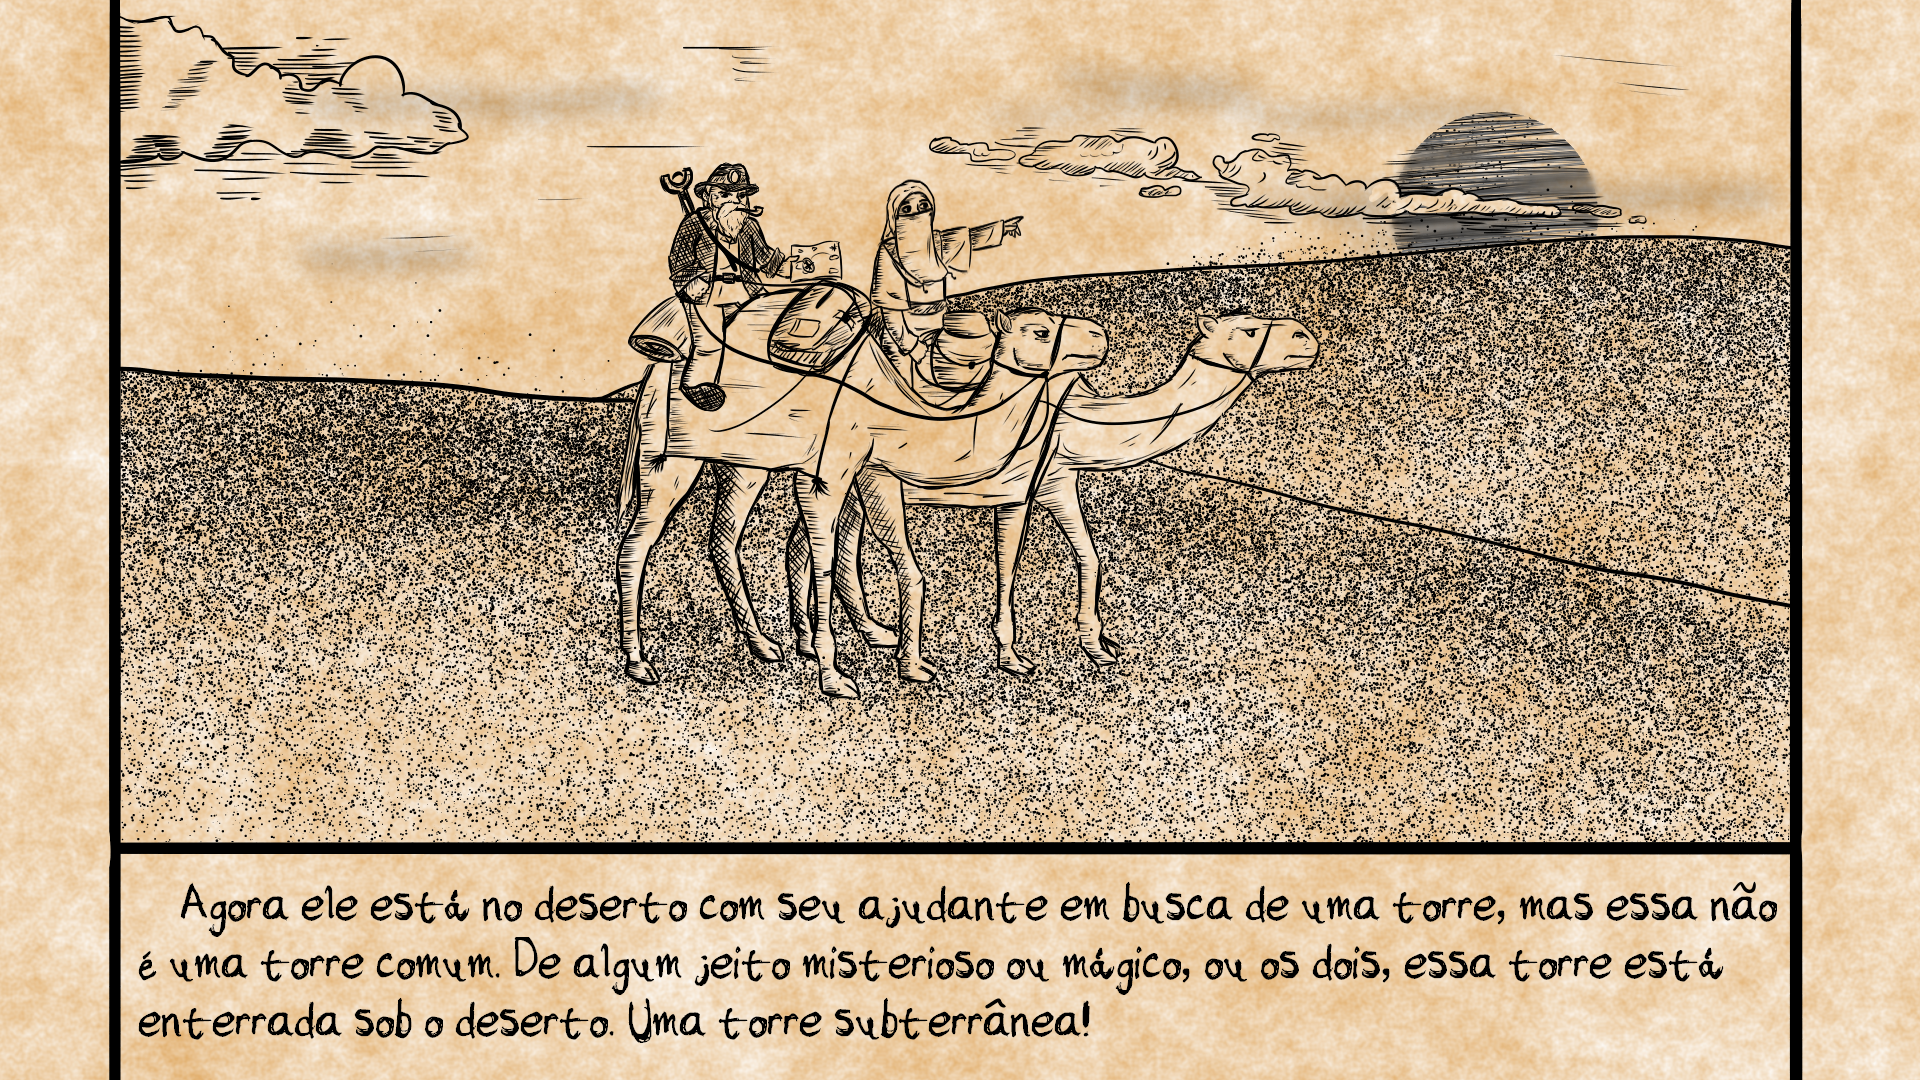 Agora ele está no deserto com seu ajudante em busca de uma torre, mas essa não
é uma torre comum. De algum jeito misterioso ou mágico, ou os dois, essa torre está
enterrada sob o deserto. Uma torre subterrânea!